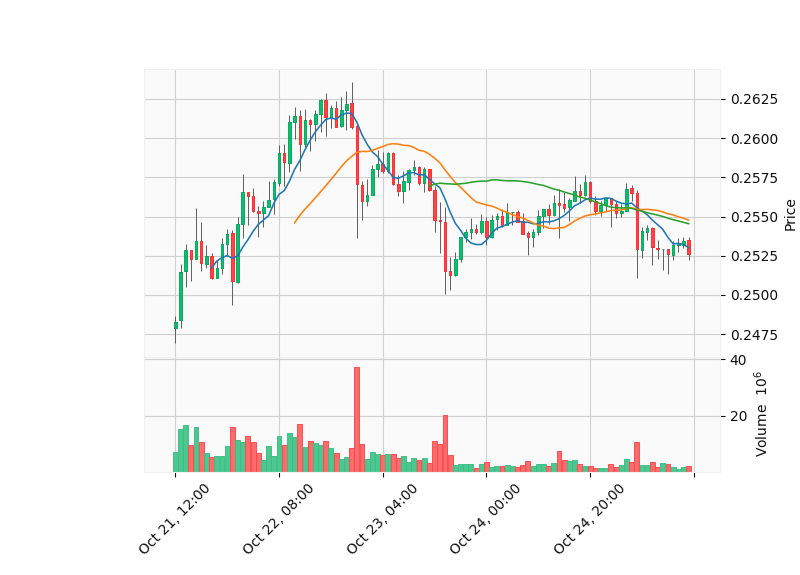 0.2625
0.2600
0.2575
0.2550
0.2525
0.2500
0.2475
Price
40
20
Volume 10^6
Oct 21, 12:00
Oct 22, 08:00
Oct 23, 04:00
Oct 24, 00:00
Oct 24, 20:00